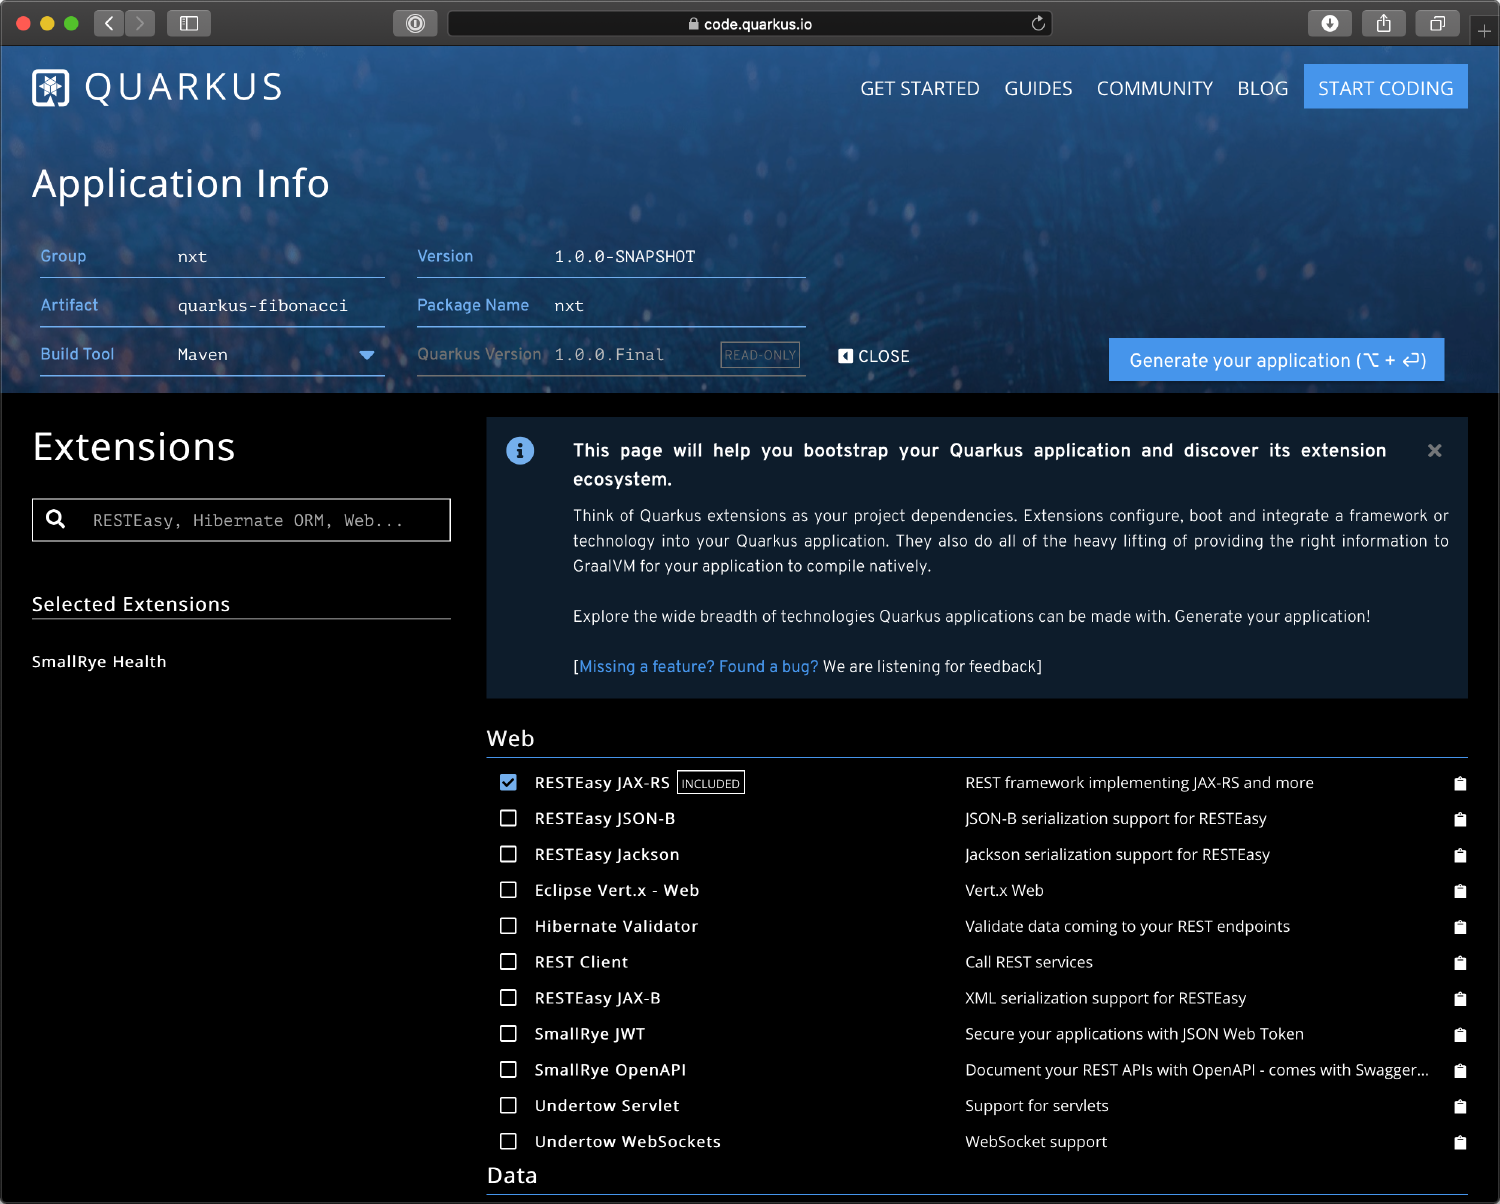 code.quarkus.io
QUARKUS
GET STARTED
GUIDES
COMMUNITY
BLOG
START CODING
Application Info
Group nxt
Version 1.0.0-SNAPSHOT
Artifact quarkus-fibonacci
Package Name nxt
Build Tool Maven
Quarkus Version 1.0.0.Final READ-ONLY
CLOSE
Generate your application (⌥ + ⏎)
Extensions
RESTEasy, Hibernate ORM, Web...
Selected Extensions
SmallRye Health
This page will help you bootstrap your Quarkus application and discover its extension
ecosystem.
Think of Quarkus extensions as your project dependencies. Extensions configure, boot and integrate a framework or
technology into your Quarkus application. They also do all of the heavy lifting of providing the right information to
GraalVM for your application to compile natively.
Explore the wide breadth of technologies Quarkus applications can be made with. Generate your application!
[Missing a feature? Found a bug? We are listening for feedback]
Web
RESTEasy JAX-RS INCLUDED REST framework implementing JAX-RS and more
RESTEasy JSON-B JSON-B serialization support for RESTEasy
RESTEasy Jackson Jackson serialization support for RESTEasy
Eclipse Vert.x - Web Vert.x Web
Hibernate Validator Validate data coming to your REST endpoints
REST Client Call REST services
RESTEasy JAX-B XML serialization support for RESTEasy
SmallRye JWT Secure your applications with JSON Web Token
SmallRye OpenAPI Document your REST APIs with OpenAPI - comes with Swagger...
Undertow Servlet Support for servlets
Undertow WebSockets WebSocket support
Data